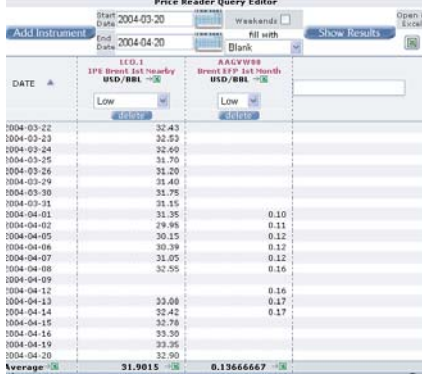 Price Reader Query Editor
Start Date 2004-03-20 Weekends Open Excel
Add Instrument End Date 2004-04-20 fill with Blank Show Results
DATE LCO.1 AAGVW00
IPE Brent 1st Nearby Brent EFP 1st Month
USD/BBL USD/BBL
Low Low
delete delete
2004-03-22 32.43
2004-03-23 32.53
2004-03-24 32.60
2004-03-25 31.70
2004-03-26 31.20
2004-03-29 31.40
2004-03-30 31.75
2004-03-31 31.15
2004-04-01 31.35 0.10
2004-04-02 29.95 0.11
2004-04-05 30.15 0.12
2004-04-06 30.39 0.12
2004-04-07 31.05 0.12
2004-04-08 32.55 0.16
2004-04-09
2004-04-12 0.16
2004-04-13 33.08 0.17
2004-04-14 32.42 0.17
2004-04-15 32.78
2004-04-16 33.30
2004-04-19 33.35
2004-04-20 32.90
Average 31.9015 0.13666667